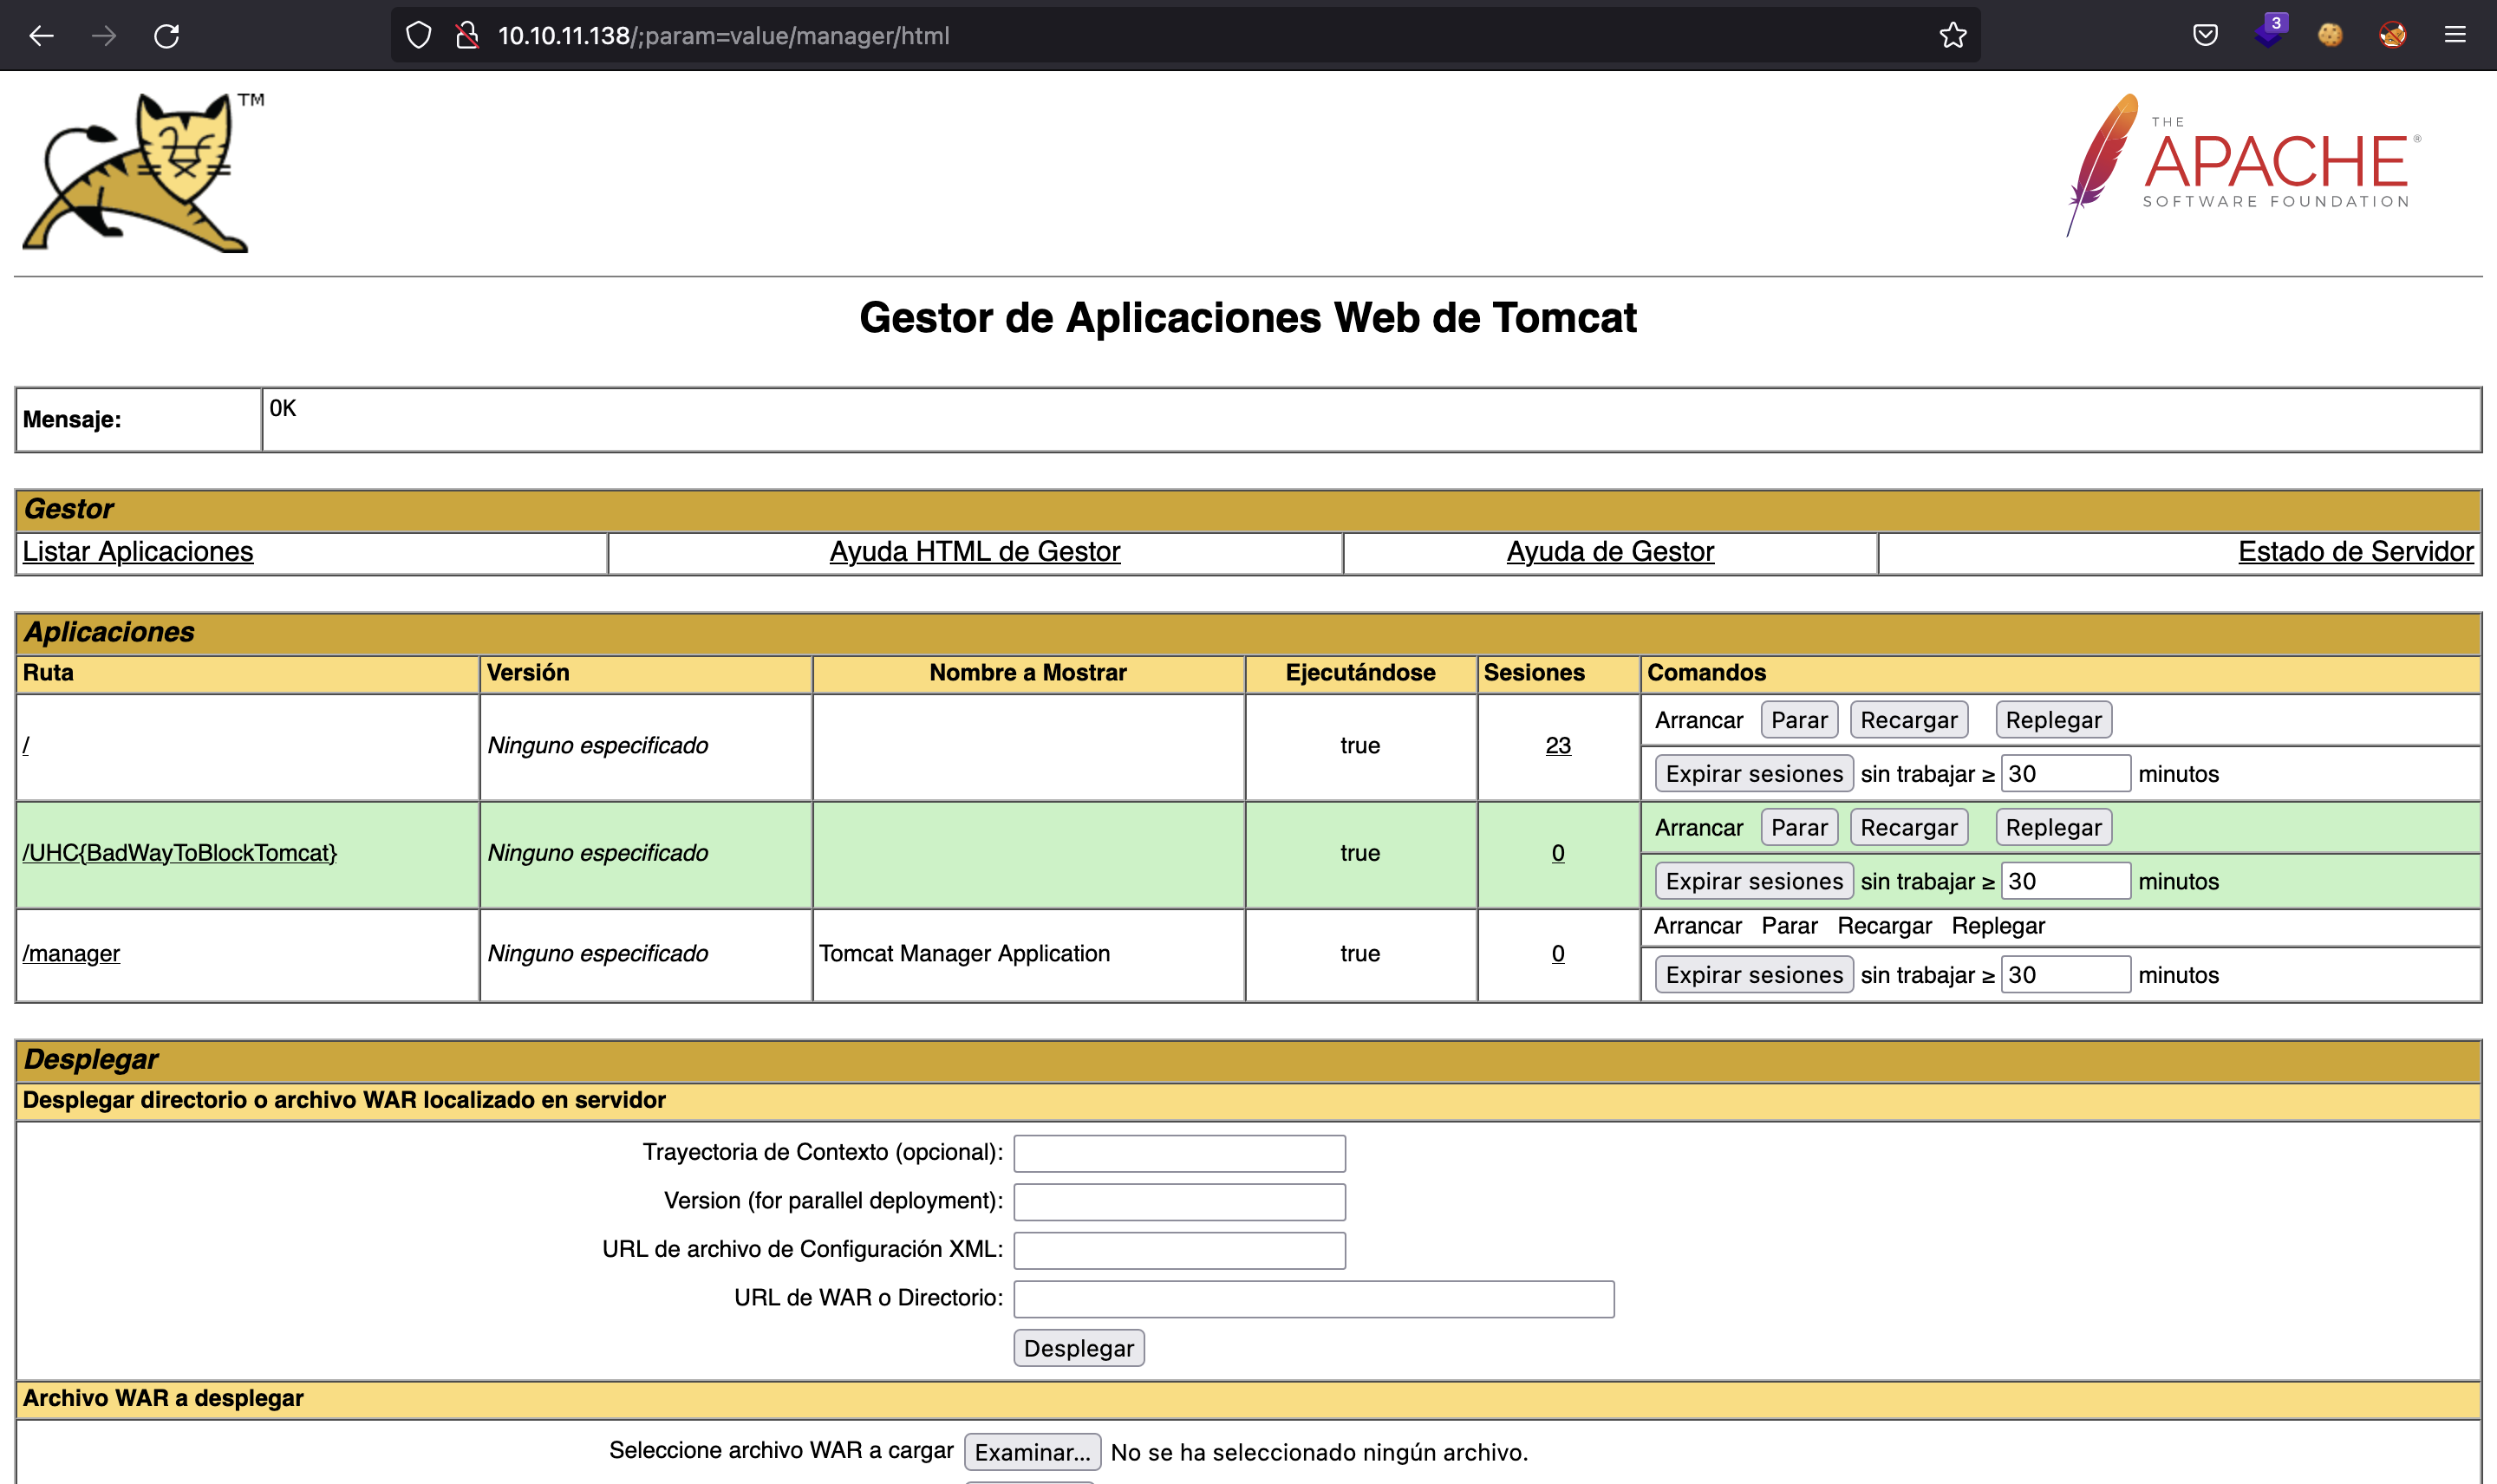 10.10.11.138/;param=value/manager/html
3
TM
THE
APACHE®
SOFTWARE FOUNDATION
Gestor de Aplicaciones Web de Tomcat
Mensaje: OK
Gestor
Listar Aplicaciones Ayuda HTML de Gestor Ayuda de Gestor Estado de Servidor
Aplicaciones
Ruta Versión Nombre a Mostrar Ejecutándose Sesiones Comandos
/ Ninguno especificado true 23 Arrancar Parar Recargar Replegar
Expirar sesiones sin trabajar ≥ 30 minutos
/UHC{BadWayToBlockTomcat} Ninguno especificado true 0 Arrancar Parar Recargar Replegar
Expirar sesiones sin trabajar ≥ 30 minutos
/manager Ninguno especificado Tomcat Manager Application true 0 Arrancar Parar Recargar Replegar
Expirar sesiones sin trabajar ≥ 30 minutos
Desplegar
Desplegar directorio o archivo WAR localizado en servidor
Trayectoria de Contexto (opcional):
Version (for parallel deployment):
URL de archivo de Configuración XML:
URL de WAR o Directorio:
Desplegar
Archivo WAR a desplegar
Seleccione archivo WAR a cargar Examinar... No se ha seleccionado ningún archivo.